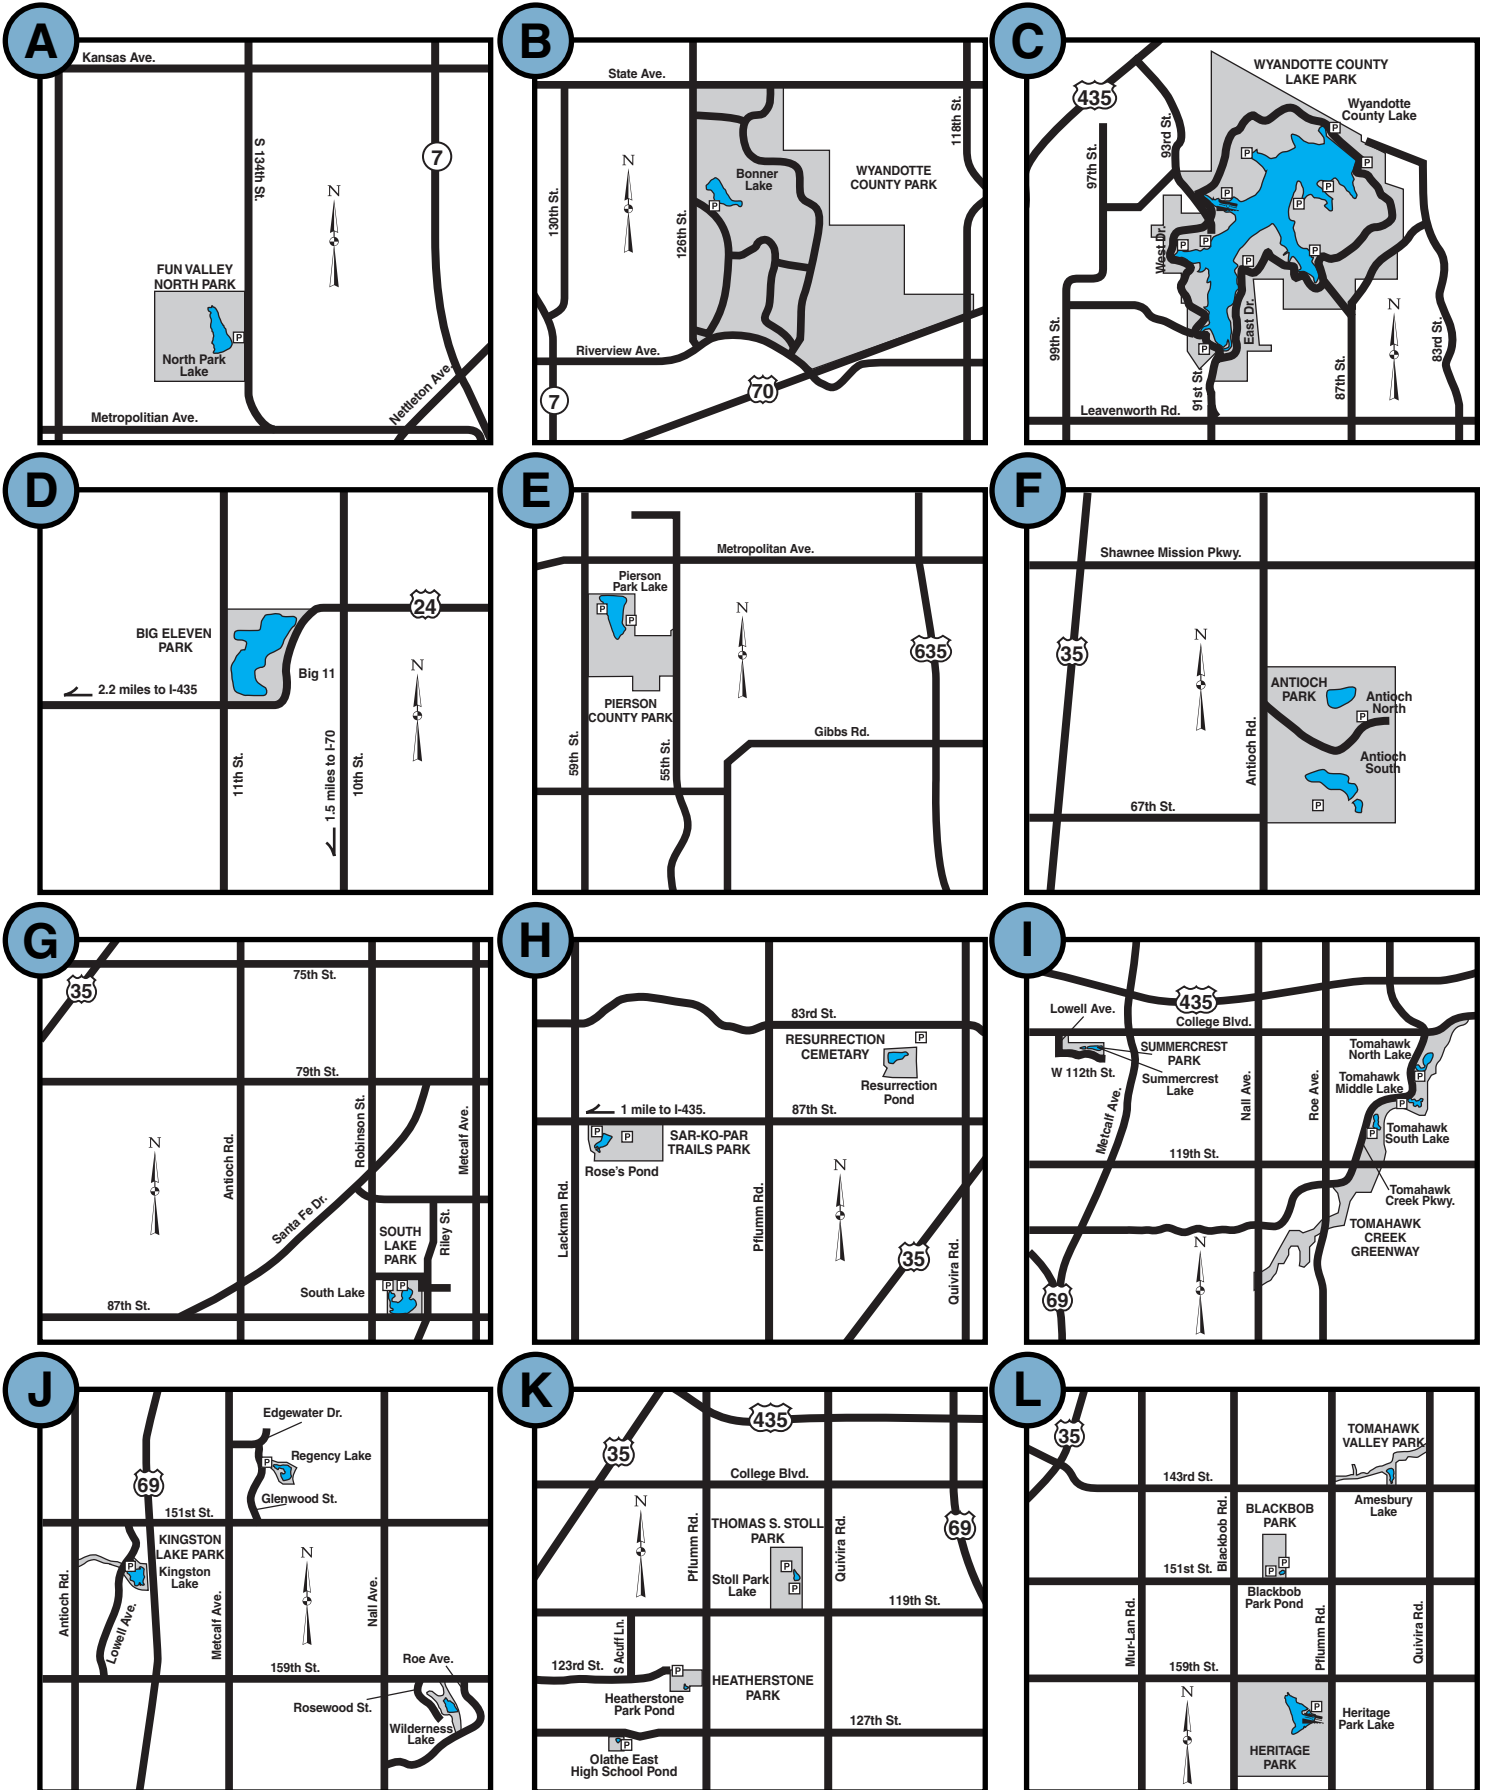 A
Kansas Ave.
7
S 134th St.
N
FUN VALLEY
NORTH PARK
P
North Park
Lake
Nettleton Ave.
Metropolitian Ave.
B
State Ave.
118th St.
N
Bonner
Lake
WYANDOTTE
COUNTY PARK
P
130th St.
126th St.
Riverview Ave.
70
7
C
WYANDOTTE COUNTY
LAKE PARK
435
Wyandotte
County Lake
93rd St.
97th St.
P
P
P
P
P
P
P
P
P
P
P
West Dr.
East Dr.
N
99th St.
83rd St.
91st St.
87th St.
Leavenworth Rd.
D
24
BIG ELEVEN
PARK
N
Big 11
2.2 miles to I-435
11th St.
1.5 miles to I-70
10th St.
E
Metropolitan Ave.
Pierson
Park Lake
P
P
N
635
PIERSON
COUNTY PARK
Gibbs Rd.
59th St.
55th St.
F
Shawnee Mission Pkwy.
35
N
ANTIOCH
PARK
Antioch
North
P
Antioch Rd.
Antioch
South
P
67th St.
G
35
75th St.
79th St.
N
Antioch Rd.
Robinson St.
Metcalf Ave.
Santa Fe Dr.
SOUTH
LAKE
PARK
Riley St.
P
P
South Lake
87th St.
H
83rd St.
RESURRECTION
CEMETARY
P
Resurrection
Pond
1 mile to I-435.
87th St.
P
P
SAR-KO-PAR
TRAILS PARK
Rose's Pond
N
Lackman Rd.
Pflumm Rd.
Quivira Rd.
35
I
435
Lowell Ave.
College Blvd.
SUMMERCREST
PARK
W 112th St.
Summercrest
Lake
Tomahawk
North Lake
P
Tomahawk
Middle Lake
P
Tomahawk
South Lake
P
Metcalf Ave.
Nall Ave.
Roe Ave.
119th St.
Tomahawk
Creek Pkwy.
TOMAHAWK
CREEK
GREENWAY
N
69
J
Edgewater Dr.
Regency Lake
P
69
Glenwood St.
151st St.
KINGSTON
LAKE PARK
P
Kingston
Lake
N
Antioch Rd.
Lowell Ave.
Metcalf Ave.
Nall Ave.
159th St.
Roe Ave.
Rosewood St.
Wilderness
Lake
K
435
35
College Blvd.
N
69
Pflumm Rd.
THOMAS S. STOLL
PARK
Quivira Rd.
P
Stoll Park
Lake
P
119th St.
S Acuff Ln.
123rd St.
P
HEATHERSTONE
PARK
Heatherstone
Park Pond
127th St.
P
Olathe East
High School Pond
L
35
TOMAHAWK
VALLEY PARK
143rd St.
Amesbury
Lake
Blackbob Rd.
BLACKBOB
PARK
P
P
151st St.
Blackbob
Park Pond
Mur-Lan Rd.
Pflumm Rd.
Quivira Rd.
159th St.
N
P
Heritage
Park Lake
HERITAGE
PARK